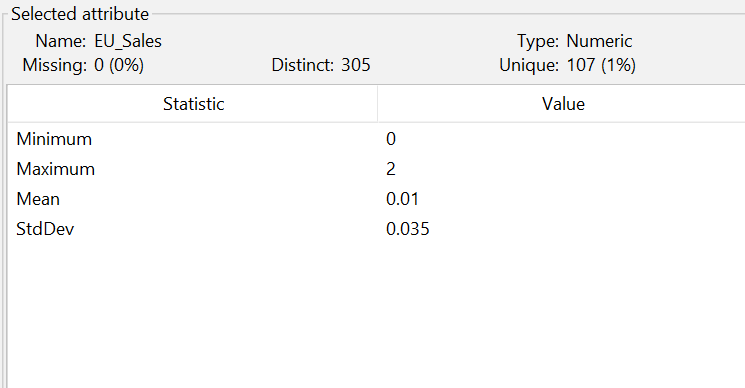 Selected attribute
Name: EU_Sales Type: Numeric
Missing: 0 (0%) Distinct: 305 Unique: 107 (1%)
Statistic Value
Minimum 0
Maximum 2
Mean 0.01
StdDev 0.035